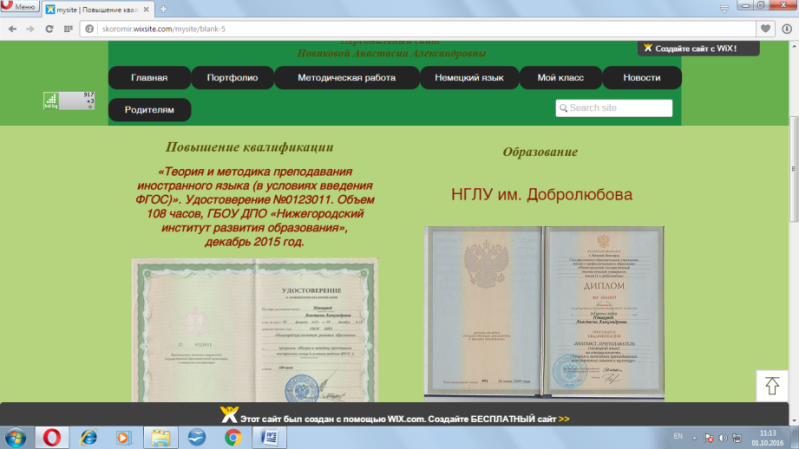 Меню
mysite | Повышение квал
skoromir.wixsite.com/mysite/blank-5
Новиковой Анастасии Александровны
Создайте сайт с WiX!
Главная
Портфолио
Методическая работа
Немецкий язык
Мой класс
Новости
Родителям
Search site
917
+3
Повышение квалификации
«Теория и методика преподавания
иностранного языка (в условиях введения
ФГОС)». Удостоверение №0123011. Объем
108 часов, ГБОУ ДПО «Нижегородский
институт развития образования»,
декабрь 2015 год.
Образование
НГЛУ им. Добролюбова
УДОСТОВЕРЕНИЕ
ДИПЛОМ
Этот сайт был создан с помощью WIX.com. Создайте БЕСПЛАТНЫЙ сайт >>
EN
11:13
01.10.2016